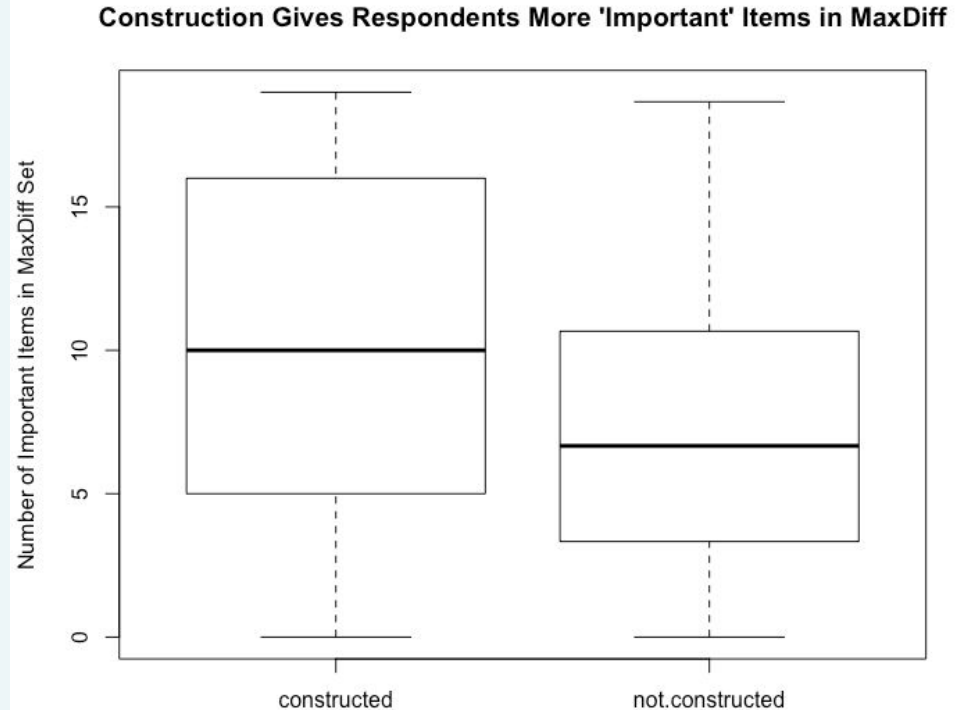 Construction Gives Respondents More 'Important' Items in MaxDiff
Number of Important Items in MaxDiff Set
15
10
5
0
constructed
not.constructed